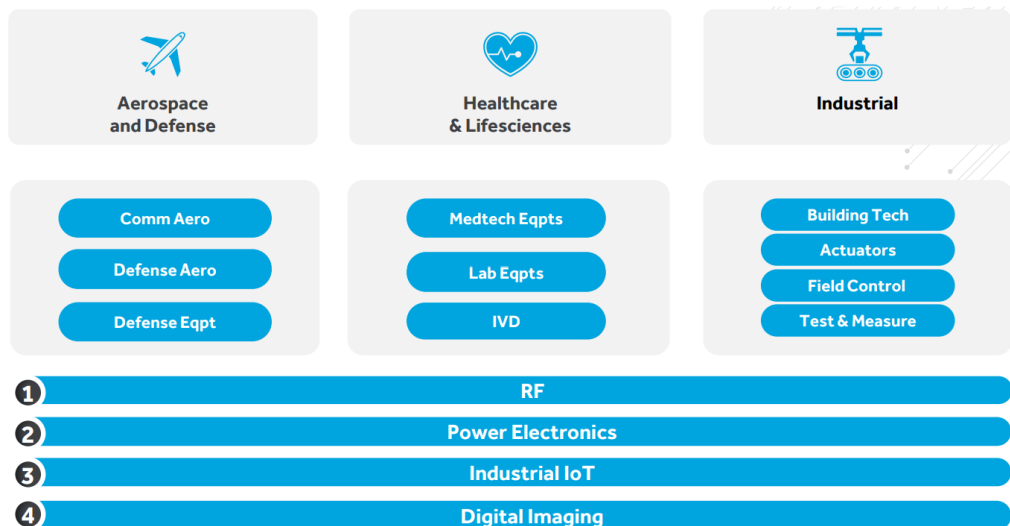 Aerospace
and Defense
Healthcare
& Lifesciences
Industrial
Comm Aero
Defense Aero
Defense Eqpt
Medtech Eqpts
Lab Eqpts
IVD
Building Tech
Actuators
Field Control
Test & Measure
1 RF
2 Power Electronics
3 Industrial IoT
4 Digital Imaging